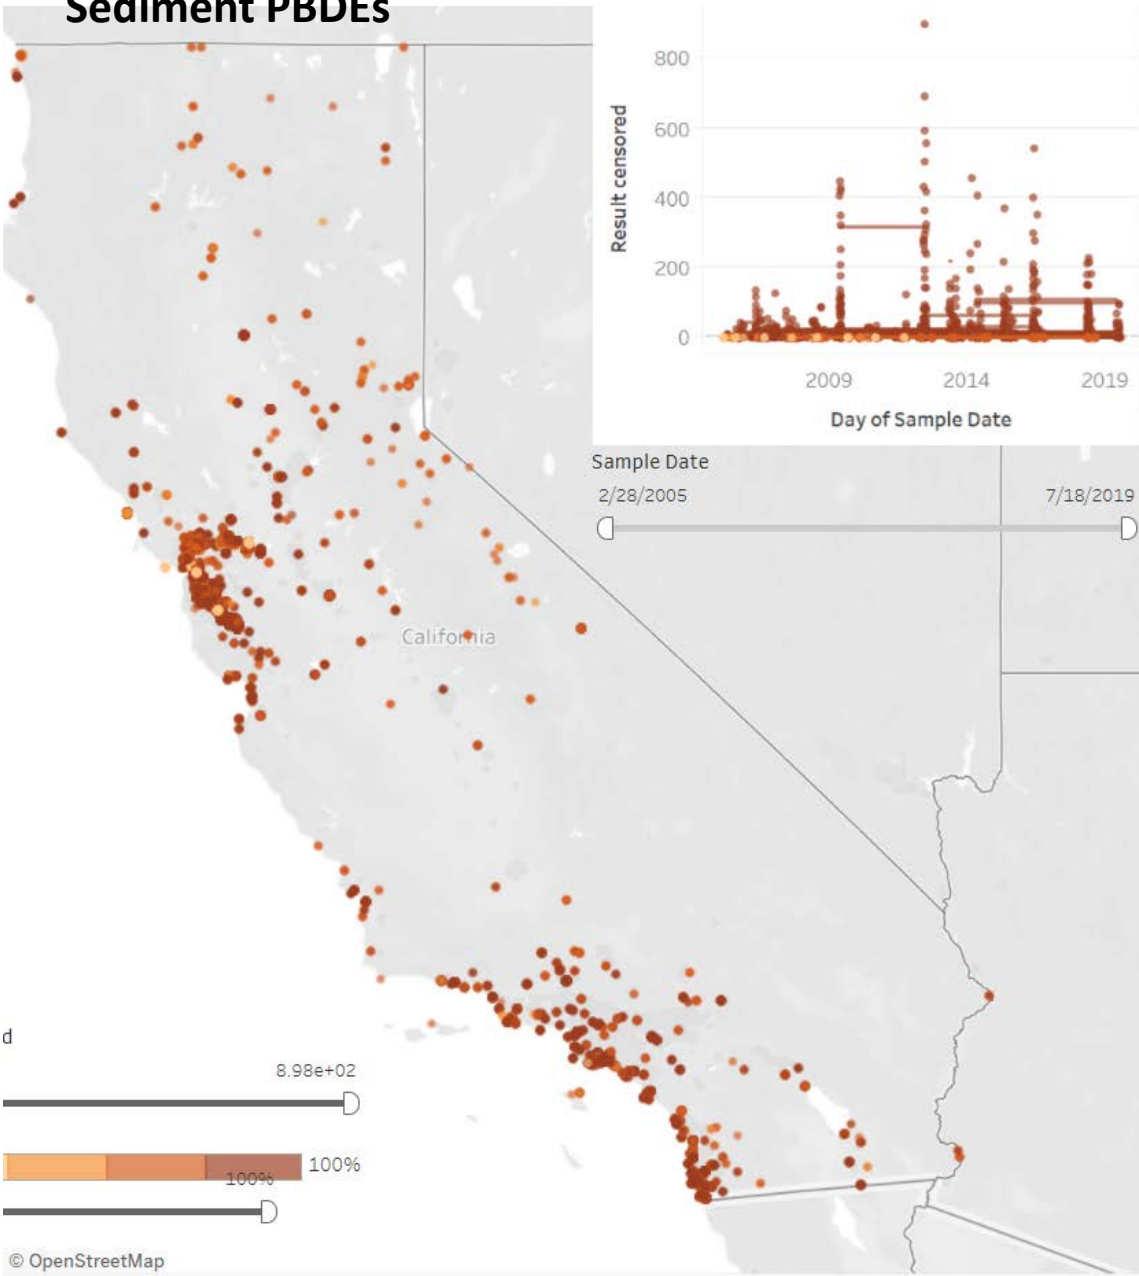 Sediment PBDEs
800
600
400
200
0
Result censored
2009
2014
2019
Day of Sample Date
Sample Date
2/28/2005
7/18/2019
California
d
8.98e+02
100%
100%
© OpenStreetMap